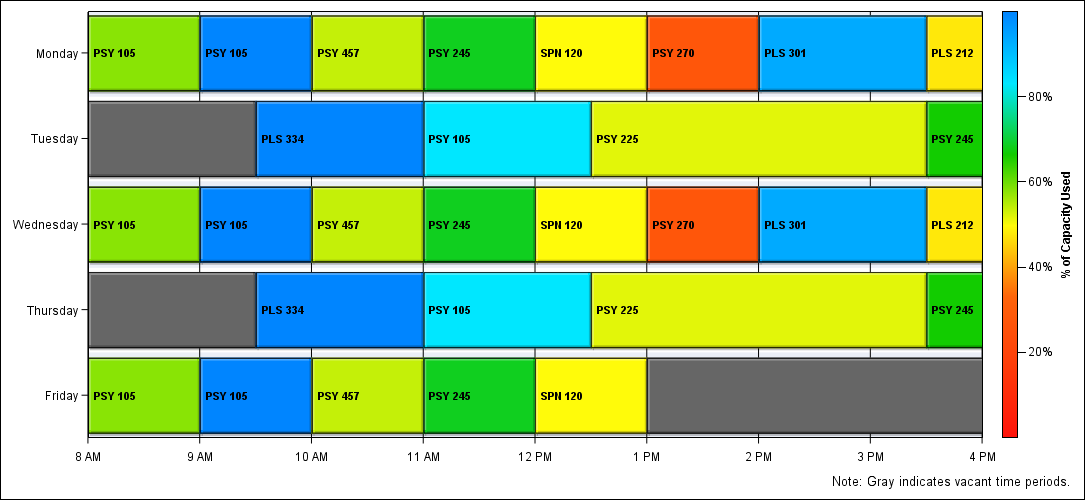 Monday PSY 105 PSY 105 PSY 457 PSY 245 SPN 120 PSY 270 PLS 301 PLS 212
Tuesday PLS 334 PSY 105 PSY 225 PSY 245
Wednesday PSY 105 PSY 105 PSY 457 PSY 245 SPN 120 PSY 270 PLS 301 PLS 212
Thursday PLS 334 PSY 105 PSY 225 PSY 245
Friday PSY 105 PSY 105 PSY 457 PSY 245 SPN 120
8 AM 9 AM 10 AM 11 AM 12 PM 1 PM 2 PM 3 PM 4 PM
80%
60%
40%
20%
% of Capacity Used
Note: Gray indicates vacant time periods.